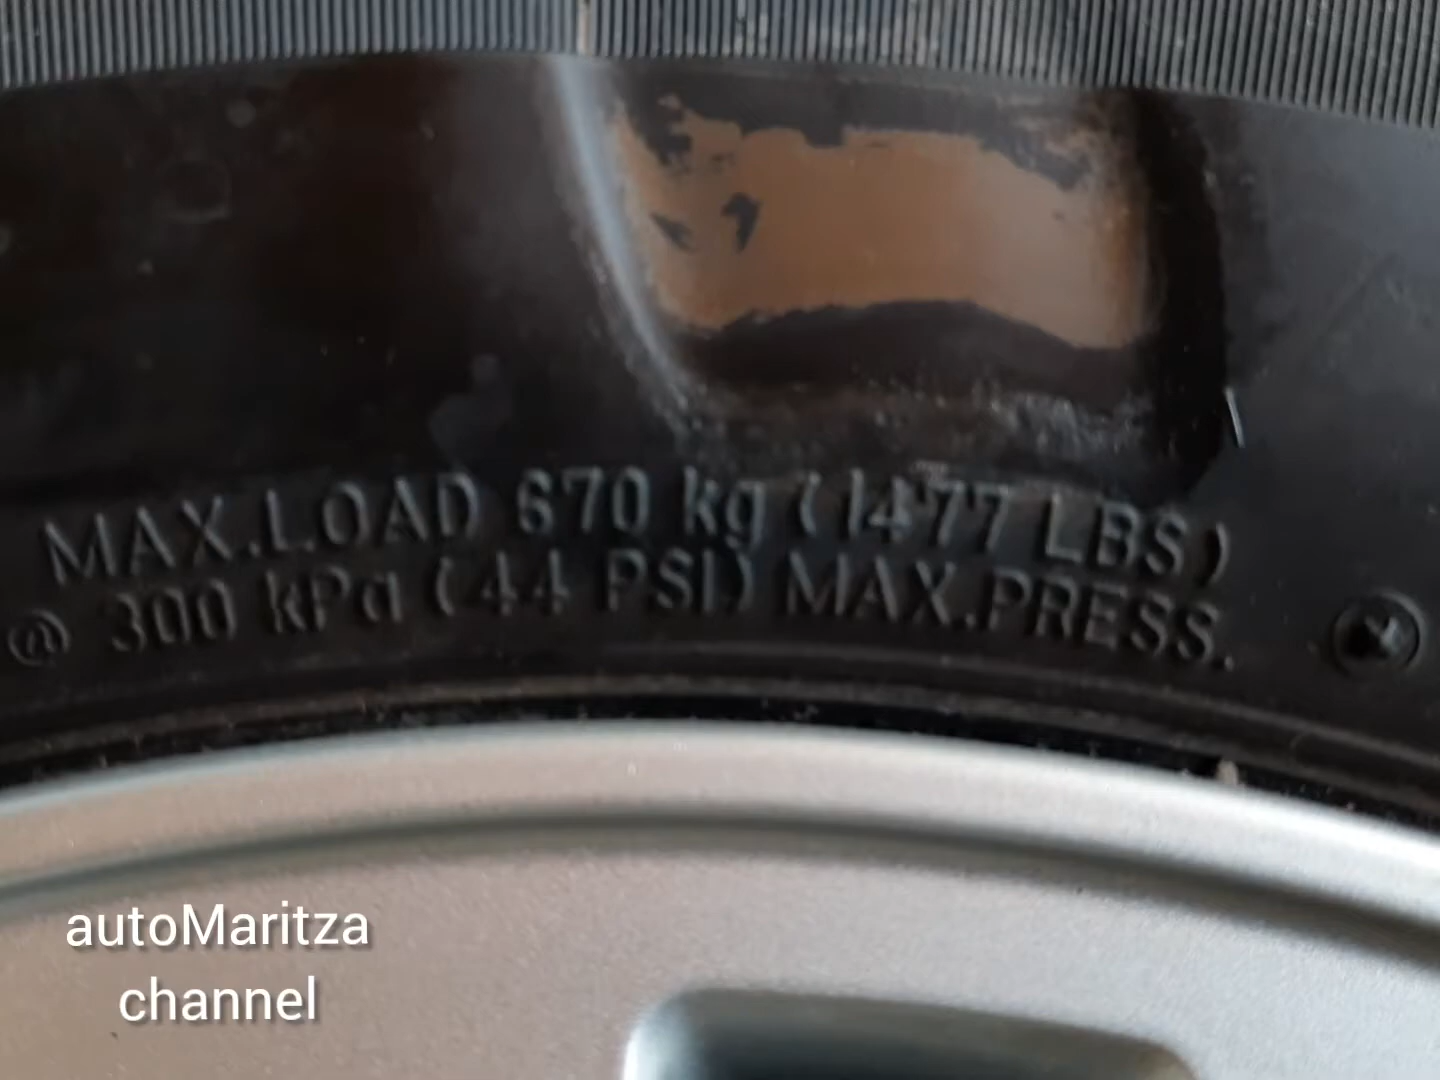 MAX.LOAD 670 kg (1477 LBS)
@ 300 kPa (44 PSI) MAX.PRESS.
autoMaritza
channel